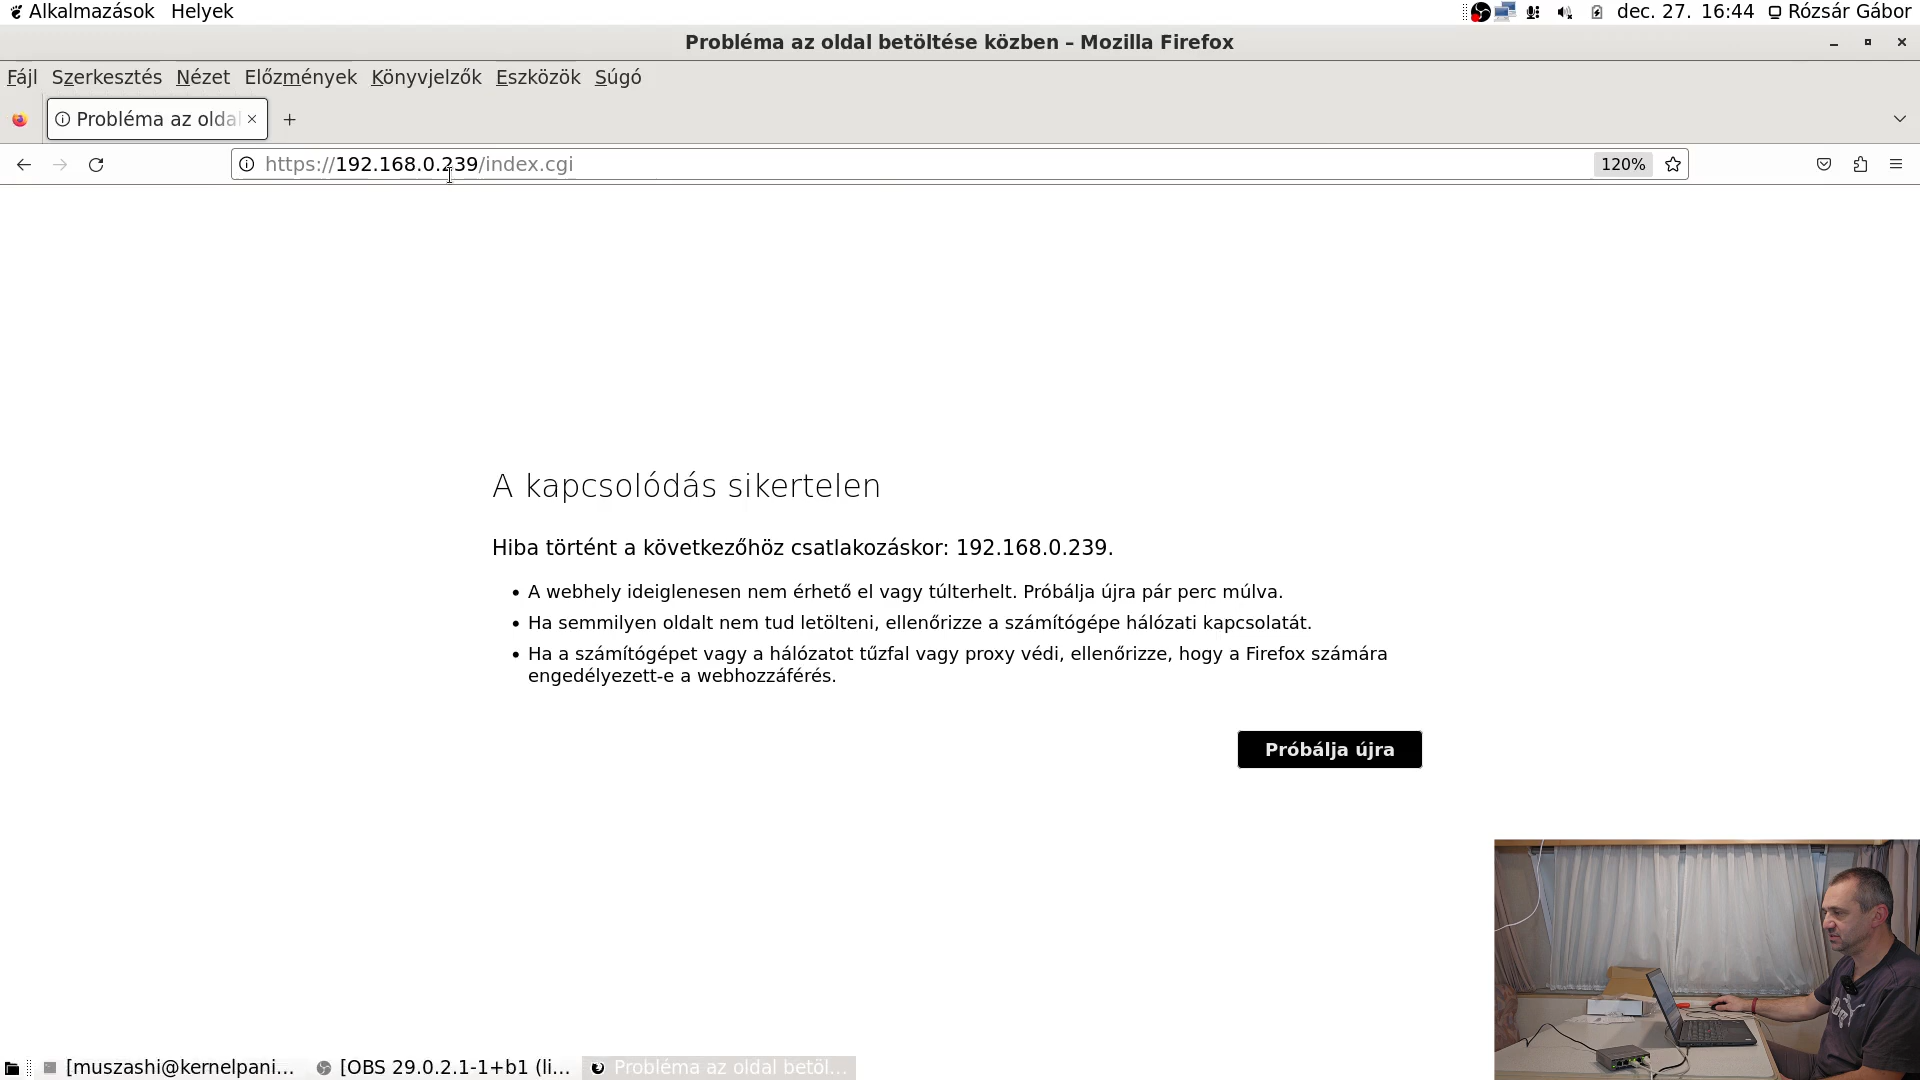 Alkalmazások Helyek dec. 27. 16:44 Rózsár Gábor
Probléma az oldal betöltése közben – Mozilla Firefox
Fájl Szerkesztés Nézet Előzmények Könyvjelzők Eszközök Súgó
Probléma az olda
https://192.168.0.239/index.cgi 120%
A kapcsolódás sikertelen
Hiba történt a következőhöz csatlakozáskor: 192.168.0.239.
• A webhely ideiglenesen nem érhető el vagy túlterhelt. Próbálja újra pár perc múlva.
• Ha semmilyen oldalt nem tud letölteni, ellenőrizze a számítógépe hálózati kapcsolatát.
• Ha a számítógépet vagy a hálózatot tűzfal vagy proxy védi, ellenőrizze, hogy a Firefox számára
engedélyezett-e a webhozzáférés.
Próbálja újra
[muszashi@kernelpani... [OBS 29.0.2.1-1+b1 (li... Probléma az oldal betöl...